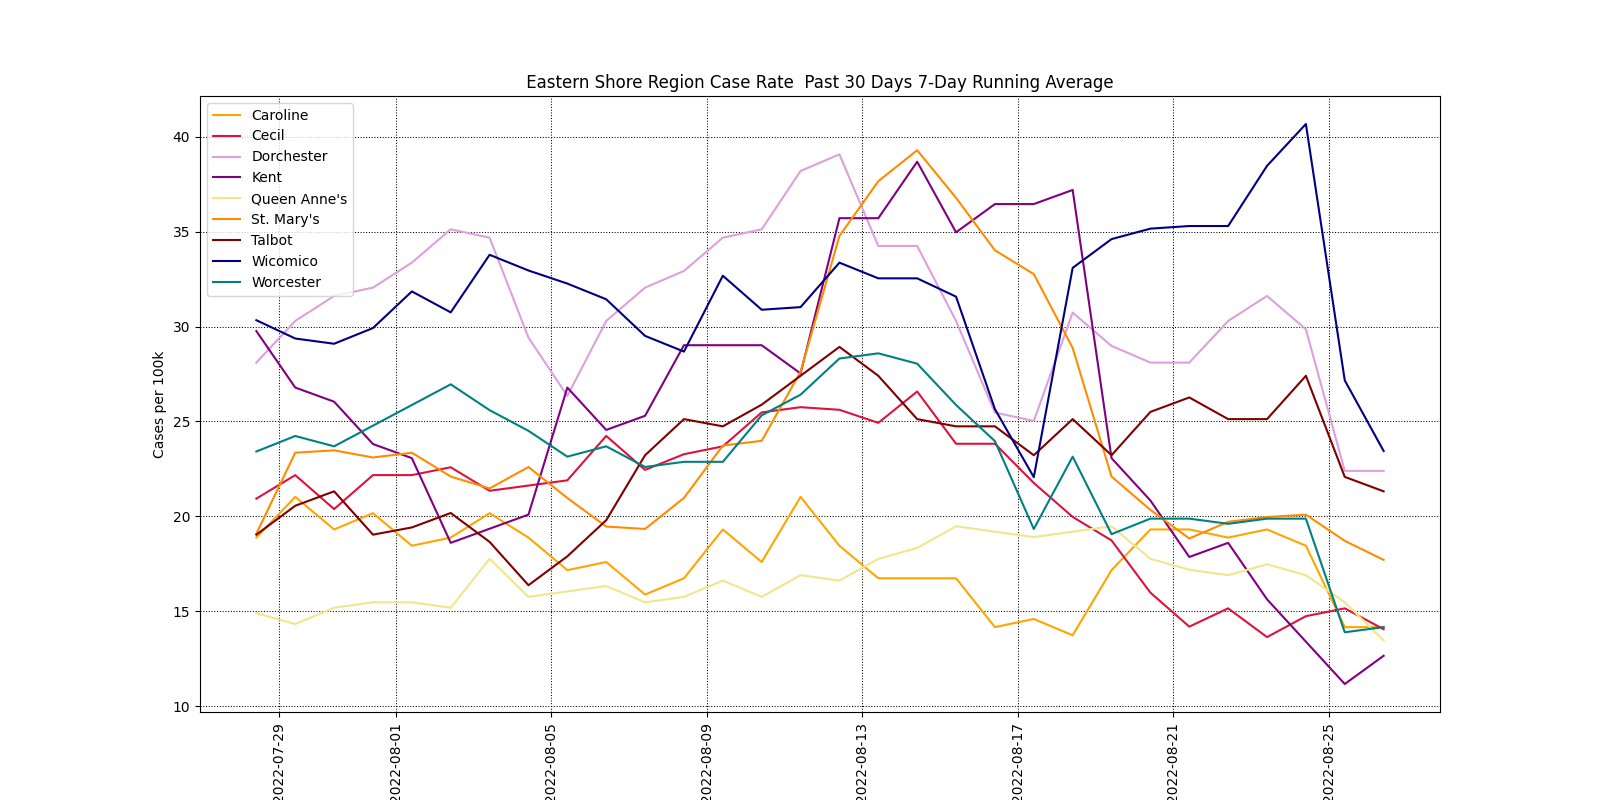 Eastern Shore Region Case Rate  Past 30 Days 7-Day Running Average
Caroline
Cecil
Dorchester
Kent
Queen Anne's
St. Mary's
Talbot
Wicomico
Worcester
Cases per 100k
40
35
30
25
20
15
10
2022-07-29
2022-08-01
2022-08-05
2022-08-09
2022-08-13
2022-08-17
2022-08-21
2022-08-25